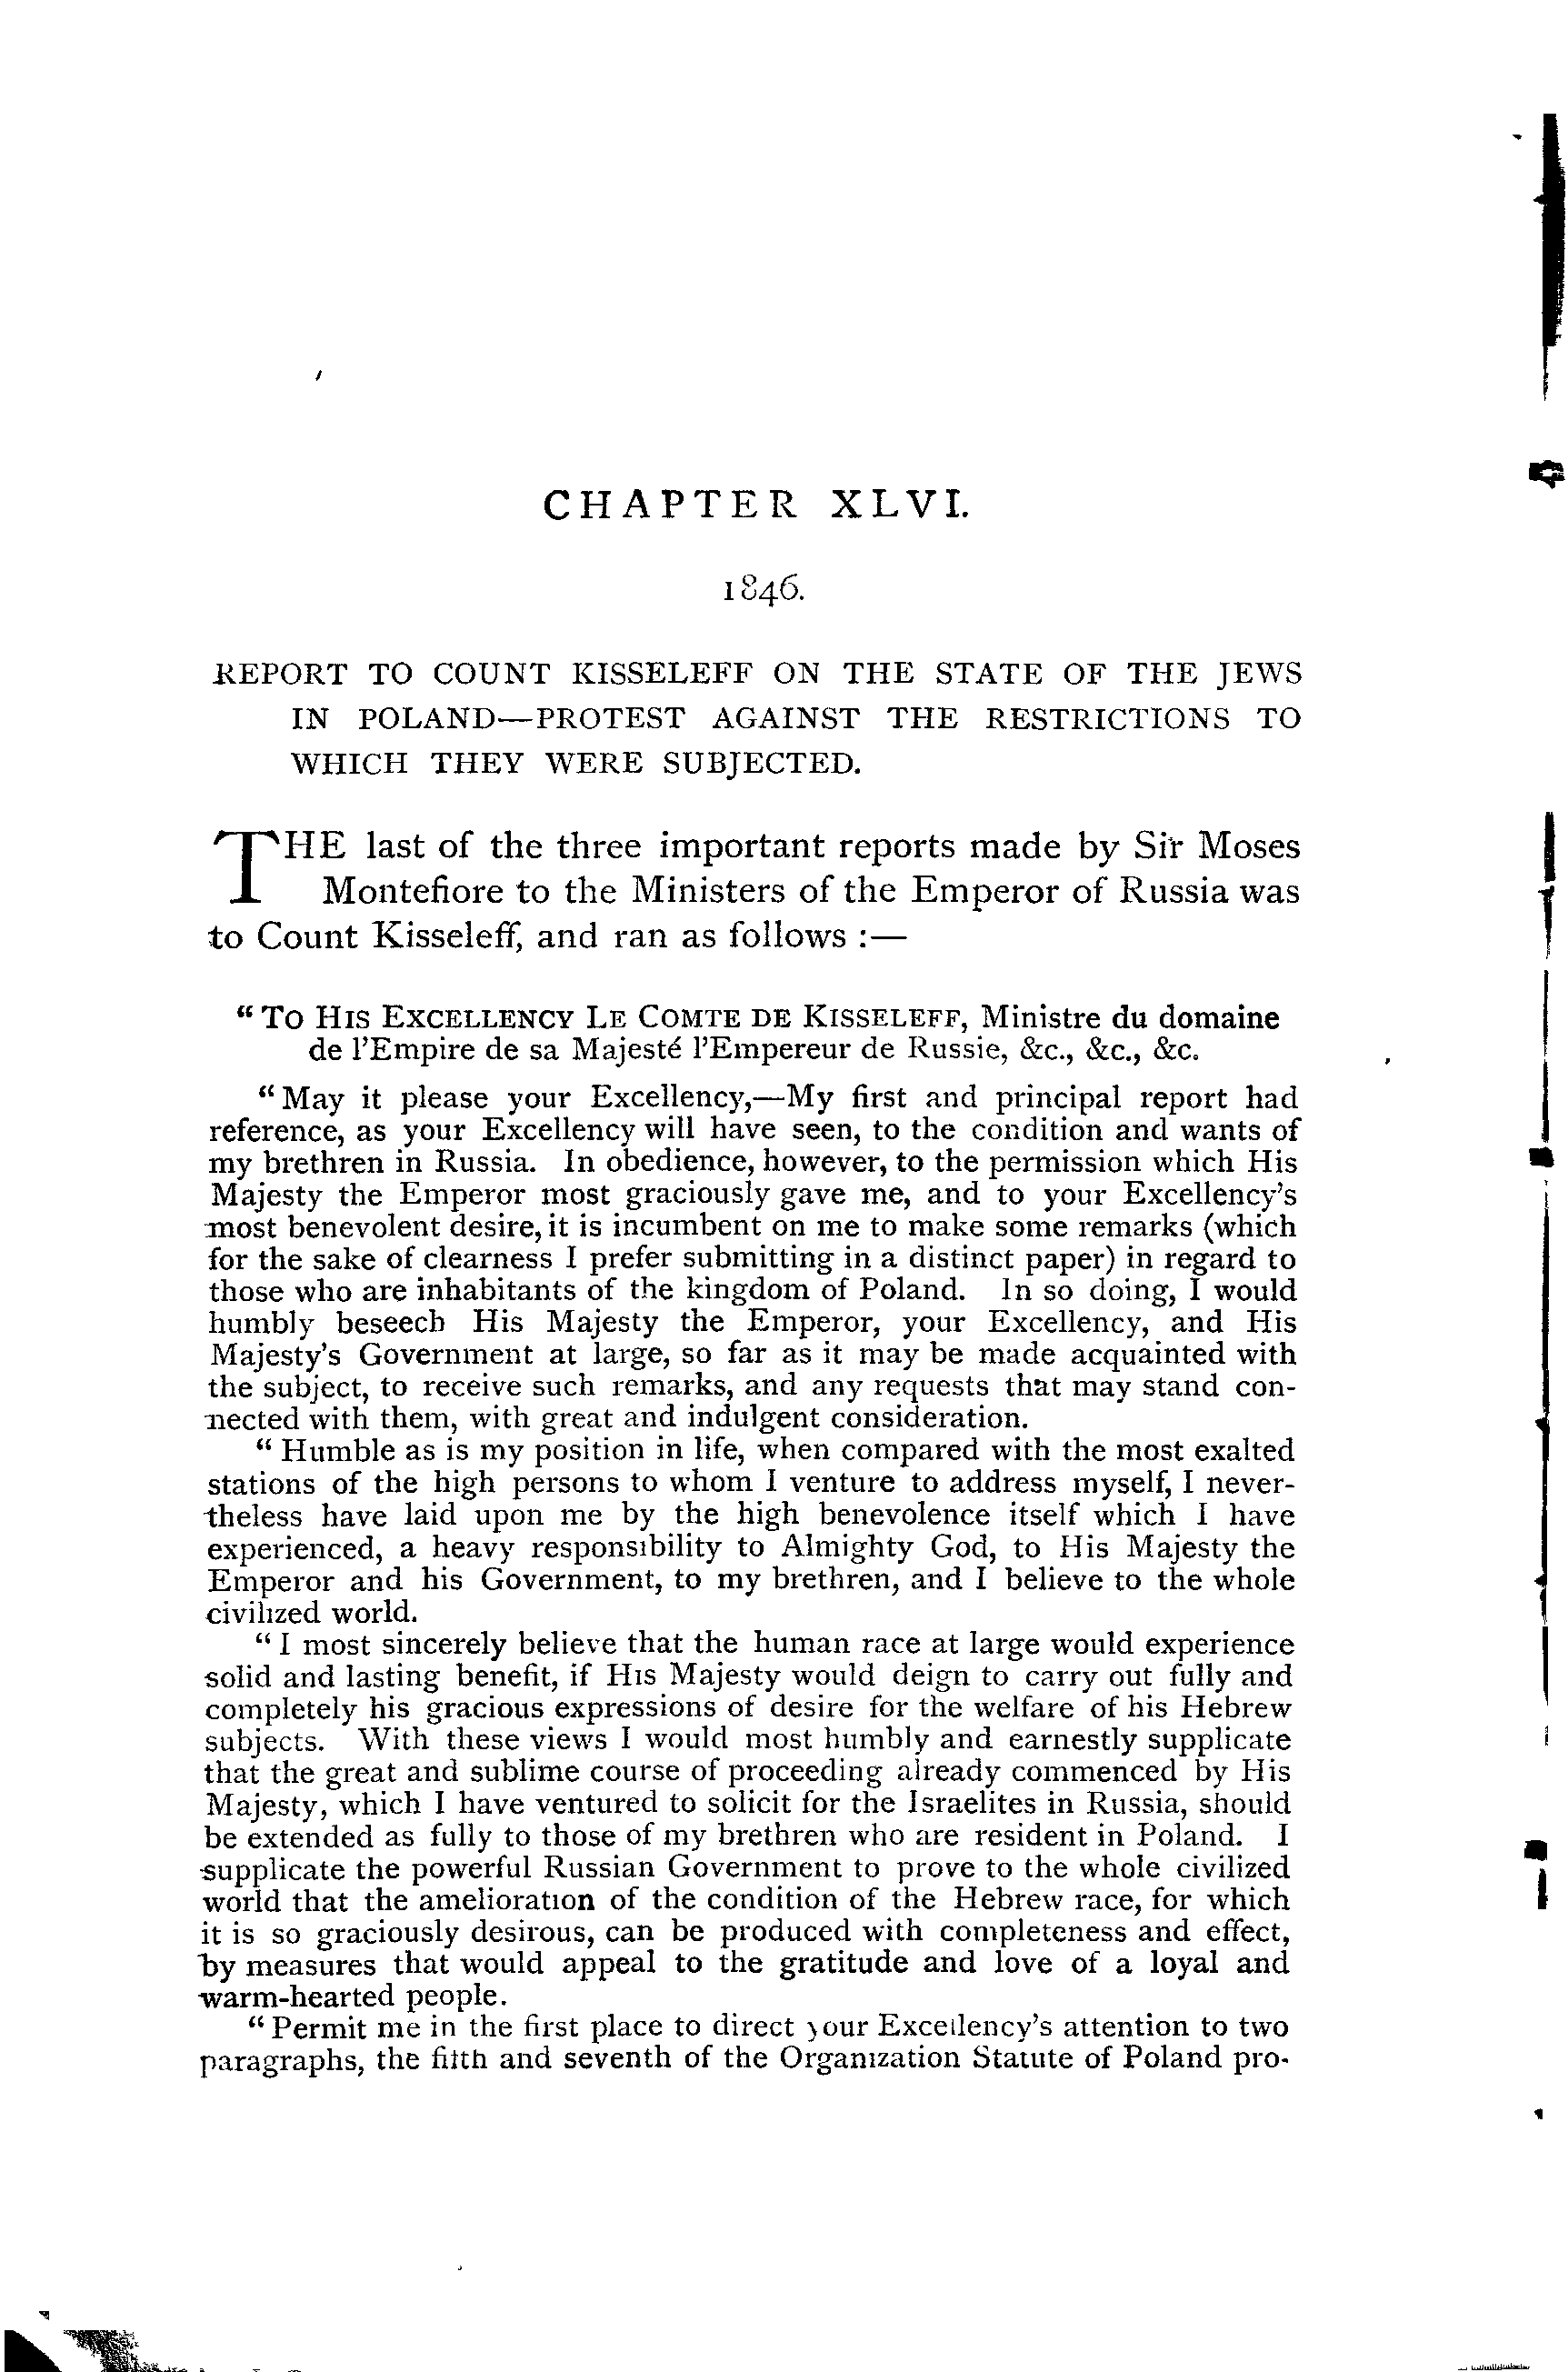 CHAPTER XLVI.
1846.
REPORT TO COUNT KISSELEFF ON THE STATE OF THE JEWS
IN POLAND—PROTEST AGAINST THE RESTRICTIONS TO
WHICH THEY WERE SUBJECTED.
THE last of the three important reports made by Sir Moses
Montefiore to the Ministers of the Emperor of Russia was
to Count Kisseleff, and ran as follows :—
“ To His Excellency Le Comte de Kisseleff, Ministre du domaine
de l’Empire de sa Majesté l’Empereur de Russie, &c., &c., &c.
“ May it please your Excellency,—My first and principal report had
reference, as your Excellency will have seen, to the condition and wants of
my brethren in Russia. In obedience, however, to the permission which His
Majesty the Emperor most graciously gave me, and to your Excellency’s
most benevolent desire, it is incumbent on me to make some remarks (which
for the sake of clearness I prefer submitting in a distinct paper) in regard to
those who are inhabitants of the kingdom of Poland. In so doing, I would
humbly beseech His Majesty the Emperor, your Excellency, and His
Majesty’s Government at large, so far as it may be made acquainted with
the subject, to receive such remarks, and any requests that may stand con-
nected with them, with great and indulgent consideration.
“ Humble as is my position in life, when compared with the most exalted
stations of the high persons to whom I venture to address myself, I never-
theless have laid upon me by the high benevolence itself which I have
experienced, a heavy responsibility to Almighty God, to His Majesty the
Emperor and his Government, to my brethren, and I believe to the whole
civilized world.
“ I most sincerely believe that the human race at large would experience
solid and lasting benefit, if His Majesty would deign to carry out fully and
completely his gracious expressions of desire for the welfare of his Hebrew
subjects. With these views I would most humbly and earnestly supplicate
that the great and sublime course of proceeding already commenced by His
Majesty, which I have ventured to solicit for the Israelites in Russia, should
be extended as fully to those of my brethren who are resident in Poland. I
supplicate the powerful Russian Government to prove to the whole civilized
world that the amelioration of the condition of the Hebrew race, for which
it is so graciously desirous, can be produced with completeness and effect,
by measures that would appeal to the gratitude and love of a loyal and
warm-hearted people.
“ Permit me in the first place to direct your Excellency’s attention to two
paragraphs, the fifth and seventh of the Organization Statute of Poland pro-